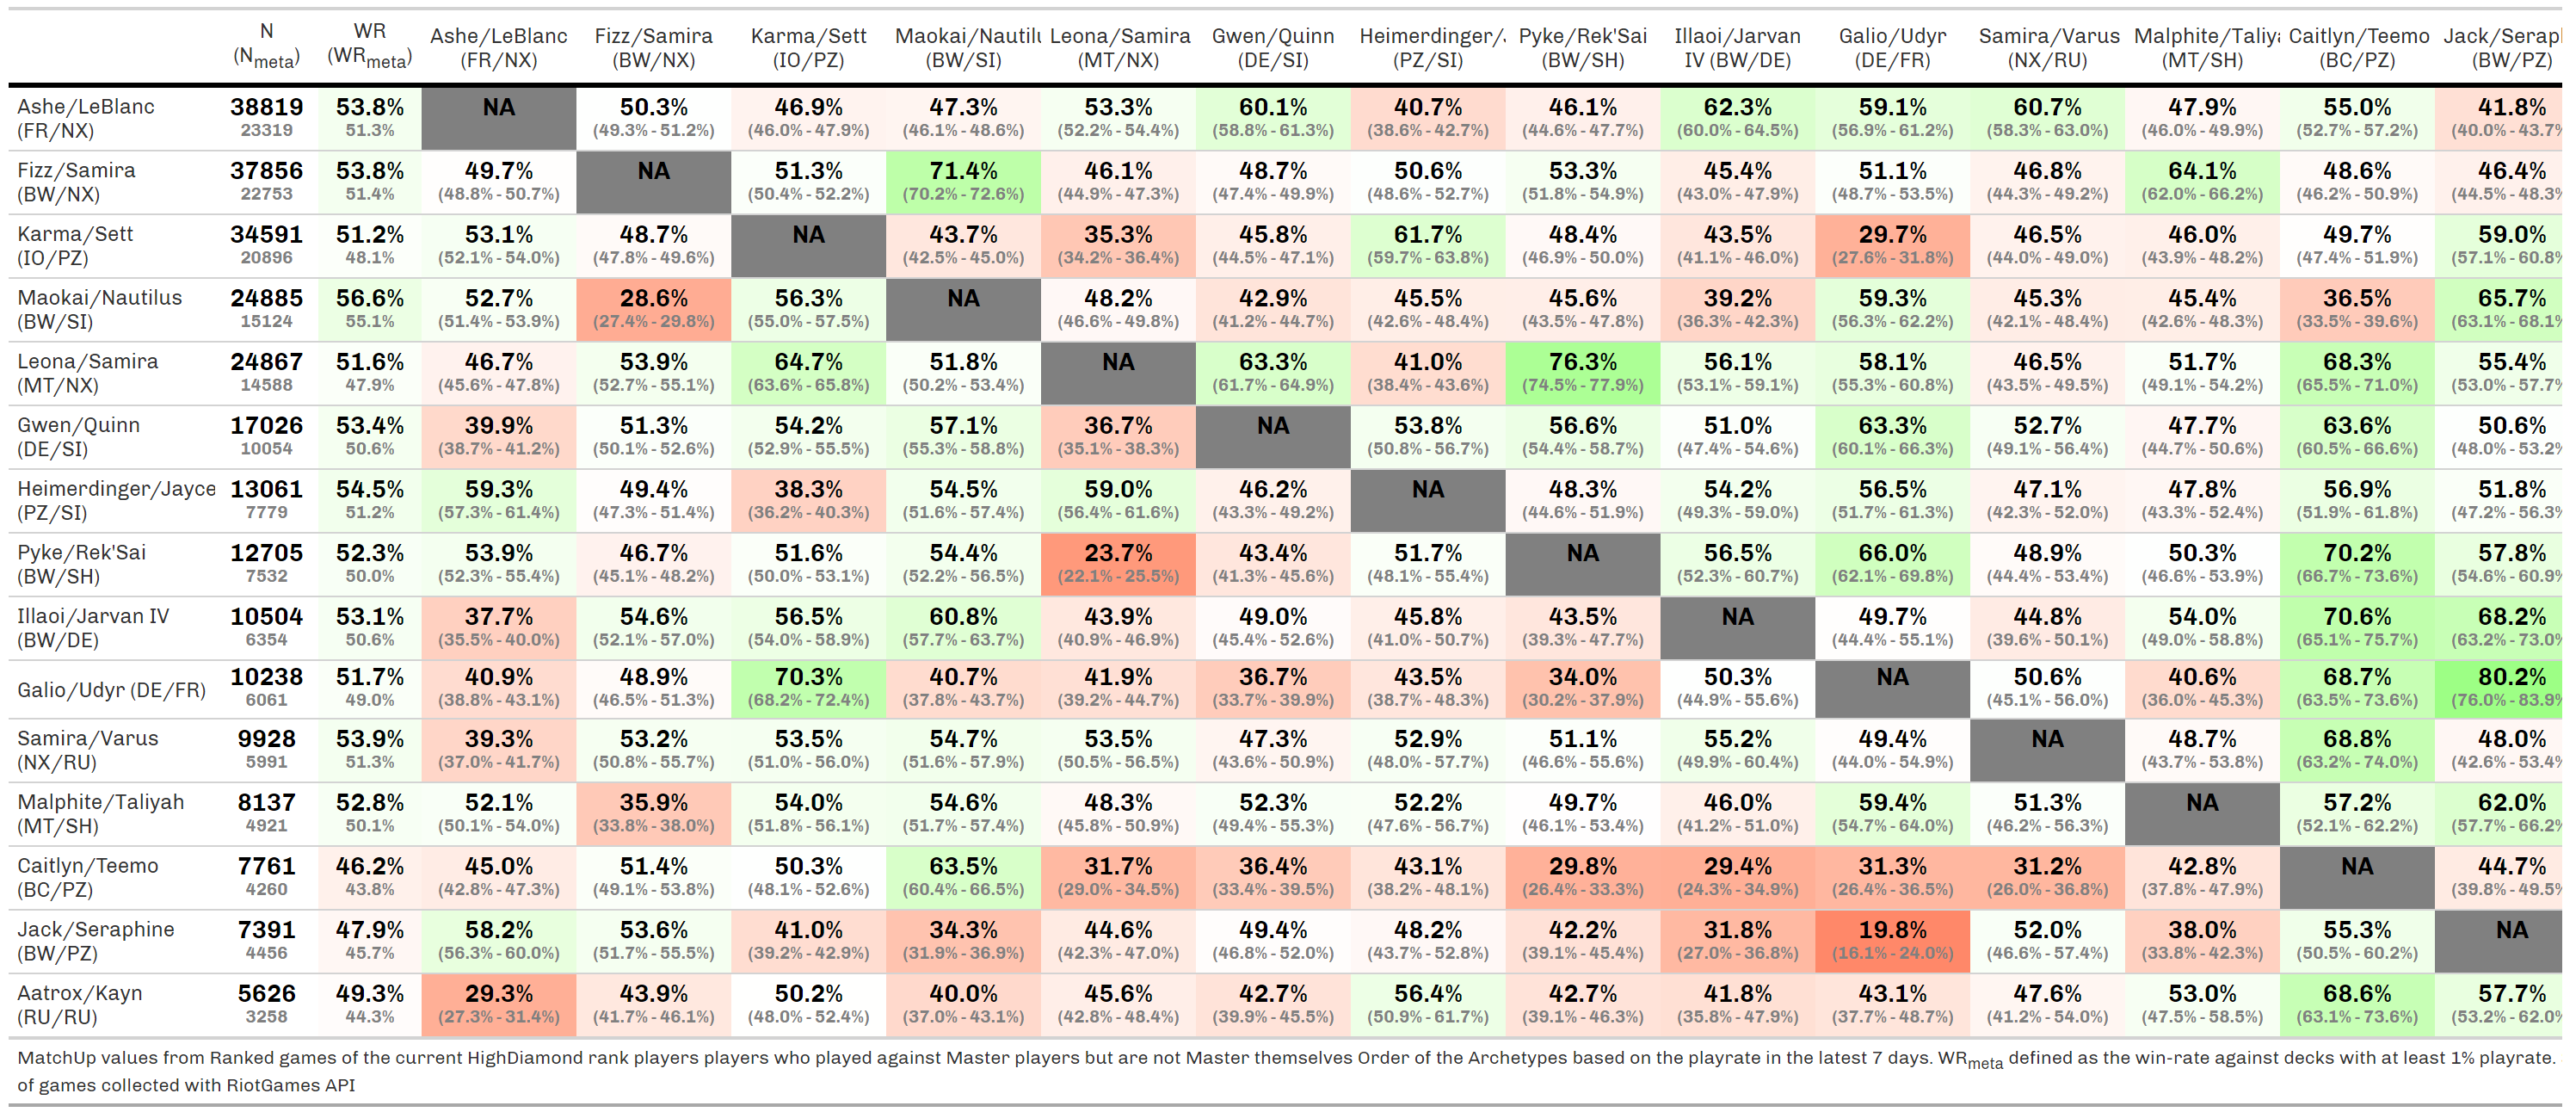 N WR Ashe/LeBlanc Fizz/Samira Karma/Sett Maokai/Nautilu Leona/Samira Gwen/Quinn Heimerdinger/J Pyke/Rek'Sai Illaoi/Jarvan Galio/Udyr Samira/Varus Malphite/Taliya Caitlyn/Teemo Jack/Seraph
(Nmeta) (WRmeta) (FR/NX) (BW/NX) (IO/PZ) (BW/SI) (MT/NX) (DE/SI) (PZ/SI) (BW/SH) IV (BW/DE) (DE/FR) (NX/RU) (MT/SH) (BC/PZ) (BW/PZ)
Ashe/LeBlanc 38819 53.8% NA 50.3% 46.9% 47.3% 53.3% 60.1% 40.7% 46.1% 62.3% 59.1% 60.7% 47.9% 55.0% 41.8%
(FR/NX) 23319 51.3% (49.3% - 51.2%) (46.0% - 47.9%) (46.1% - 48.6%) (52.2% - 54.4%) (58.8% - 61.3%) (38.6% - 42.7%) (44.6% - 47.7%) (60.0% - 64.5%) (56.9% - 61.2%) (58.3% - 63.0%) (46.0% - 49.9%) (52.7% - 57.2%) (40.0% - 43.7%
Fizz/Samira 37856 53.8% 49.7% NA 51.3% 71.4% 46.1% 48.7% 50.6% 53.3% 45.4% 51.1% 46.8% 64.1% 48.6% 46.4%
(BW/NX) 22753 51.4% (48.8% - 50.7%) (50.4% - 52.2%) (70.2% - 72.6%) (44.9% - 47.3%) (47.4% - 49.9%) (48.6% - 52.7%) (51.8% - 54.9%) (43.0% - 47.9%) (48.7% - 53.5%) (44.3% - 49.2%) (62.0% - 66.2%) (46.2% - 50.9%) (44.5% - 48.3%
Karma/Sett 34591 51.2% 53.1% 48.7% NA 43.7% 35.3% 45.8% 61.7% 48.4% 43.5% 29.7% 46.5% 46.0% 49.7% 59.0%
(IO/PZ) 20896 48.1% (52.1% - 54.0%) (47.8% - 49.6%) (42.5% - 45.0%) (34.2% - 36.4%) (44.5% - 47.1%) (59.7% - 63.8%) (46.9% - 50.0%) (41.1% - 46.0%) (27.6% - 31.8%) (44.0% - 49.0%) (43.9% - 48.2%) (47.4% - 51.9%) (57.1% - 60.8%
Maokai/Nautilus 24885 56.6% 52.7% 28.6% 56.3% NA 48.2% 42.9% 45.5% 45.6% 39.2% 59.3% 45.3% 45.4% 36.5% 65.7%
(BW/SI) 15124 55.1% (51.4% - 53.9%) (27.4% - 29.8%) (55.0% - 57.5%) (46.6% - 49.8%) (41.2% - 44.7%) (42.6% - 48.4%) (43.5% - 47.8%) (36.3% - 42.3%) (56.3% - 62.2%) (42.1% - 48.4%) (42.6% - 48.3%) (33.5% - 39.6%) (63.1% - 68.1%
Leona/Samira 24867 51.6% 46.7% 53.9% 64.7% 51.8% NA 63.3% 41.0% 76.3% 56.1% 58.1% 46.5% 51.7% 68.3% 55.4%
(MT/NX) 14588 47.9% (45.6% - 47.8%) (52.7% - 55.1%) (63.6% - 65.8%) (50.2% - 53.4%) (61.7% - 64.9%) (38.4% - 43.6%) (74.5% - 77.9%) (53.1% - 59.1%) (55.3% - 60.8%) (43.5% - 49.5%) (49.1% - 54.2%) (65.5% - 71.0%) (53.0% - 57.7%
Gwen/Quinn 17026 53.4% 39.9% 51.3% 54.2% 57.1% 36.7% NA 53.8% 56.6% 51.0% 63.3% 52.7% 47.7% 63.6% 50.6%
(DE/SI) 10054 50.6% (38.7% - 41.2%) (50.1% - 52.6%) (52.9% - 55.5%) (55.3% - 58.8%) (35.1% - 38.3%) (50.8% - 56.7%) (54.4% - 58.7%) (47.4% - 54.6%) (60.1% - 66.3%) (49.1% - 56.4%) (44.7% - 50.6%) (60.5% - 66.6%) (48.0% - 53.2%
Heimerdinger/Jayce 13061 54.5% 59.3% 49.4% 38.3% 54.5% 59.0% 46.2% NA 48.3% 54.2% 56.5% 47.1% 47.8% 56.9% 51.8%
(PZ/SI) 7779 51.2% (57.3% - 61.4%) (47.3% - 51.4%) (36.2% - 40.3%) (51.6% - 57.4%) (56.4% - 61.6%) (43.3% - 49.2%) (44.6% - 51.9%) (49.3% - 59.0%) (51.7% - 61.3%) (42.3% - 52.0%) (43.3% - 52.4%) (51.9% - 61.8%) (47.2% - 56.3%
Pyke/Rek'Sai 12705 52.3% 53.9% 46.7% 51.6% 54.4% 23.7% 43.4% 51.7% NA 56.5% 66.0% 48.9% 50.3% 70.2% 57.8%
(BW/SH) 7532 50.0% (52.3% - 55.4%) (45.1% - 48.2%) (50.0% - 53.1%) (52.2% - 56.5%) (22.1% - 25.5%) (41.3% - 45.6%) (48.1% - 55.4%) (52.3% - 60.7%) (62.1% - 69.8%) (44.4% - 53.4%) (46.6% - 53.9%) (66.7% - 73.6%) (54.6% - 60.9%
Illaoi/Jarvan IV 10504 53.1% 37.7% 54.6% 56.5% 60.8% 43.9% 49.0% 45.8% 43.5% NA 49.7% 44.8% 54.0% 70.6% 68.2%
(BW/DE) 6354 50.6% (35.5% - 40.0%) (52.1% - 57.0%) (54.0% - 58.9%) (57.7% - 63.7%) (40.9% - 46.9%) (45.4% - 52.6%) (41.0% - 50.7%) (39.3% - 47.7%) (44.4% - 55.1%) (39.6% - 50.1%) (49.0% - 58.8%) (65.1% - 75.7%) (63.2% - 73.0%
Galio/Udyr (DE/FR) 10238 51.7% 40.9% 48.9% 70.3% 40.7% 41.9% 36.7% 43.5% 34.0% 50.3% NA 50.6% 40.6% 68.7% 80.2%
6061 49.0% (38.8% - 43.1%) (46.5% - 51.3%) (68.2% - 72.4%) (37.8% - 43.7%) (39.2% - 44.7%) (33.7% - 39.9%) (38.7% - 48.3%) (30.2% - 37.9%) (44.9% - 55.6%) (45.1% - 56.0%) (36.0% - 45.3%) (63.5% - 73.6%) (76.0% - 83.9%
Samira/Varus 9928 53.9% 39.3% 53.2% 53.5% 54.7% 53.5% 47.3% 52.9% 51.1% 55.2% 49.4% NA 48.7% 68.8% 48.0%
(NX/RU) 5991 51.3% (37.0% - 41.7%) (50.8% - 55.7%) (51.0% - 56.0%) (51.6% - 57.9%) (50.5% - 56.5%) (43.6% - 50.9%) (48.0% - 57.7%) (46.6% - 55.6%) (49.9% - 60.4%) (44.0% - 54.9%) (43.7% - 53.8%) (63.2% - 74.0%) (42.6% - 53.4%
Malphite/Taliyah 8137 52.8% 52.1% 35.9% 54.0% 54.6% 48.3% 52.3% 52.2% 49.7% 46.0% 59.4% 51.3% NA 57.2% 62.0%
(MT/SH) 4921 50.1% (50.1% - 54.0%) (33.8% - 38.0%) (51.8% - 56.1%) (51.7% - 57.4%) (45.8% - 50.9%) (49.4% - 55.3%) (47.6% - 56.7%) (46.1% - 53.4%) (41.2% - 51.0%) (54.7% - 64.0%) (46.2% - 56.3%) (52.1% - 62.2%) (57.7% - 66.2%
Caitlyn/Teemo 7761 46.2% 45.0% 51.4% 50.3% 63.5% 31.7% 36.4% 43.1% 29.8% 29.4% 31.3% 31.2% 42.8% NA 44.7%
(BC/PZ) 4260 43.8% (42.8% - 47.3%) (49.1% - 53.8%) (48.1% - 52.6%) (60.4% - 66.5%) (29.0% - 34.5%) (33.4% - 39.5%) (38.2% - 48.1%) (26.4% - 33.3%) (24.3% - 34.9%) (26.4% - 36.5%) (26.0% - 36.8%) (37.8% - 47.9%) (39.8% - 49.5%
Jack/Seraphine 7391 47.9% 58.2% 53.6% 41.0% 34.3% 44.6% 49.4% 48.2% 42.2% 31.8% 19.8% 52.0% 38.0% 55.3% NA
(BW/PZ) 4456 45.7% (56.3% - 60.0%) (51.7% - 55.5%) (39.2% - 42.9%) (31.9% - 36.9%) (42.3% - 47.0%) (46.8% - 52.0%) (43.7% - 52.8%) (39.1% - 45.4%) (27.0% - 36.8%) (16.1% - 24.0%) (46.6% - 57.4%) (33.8% - 42.3%) (50.5% - 60.2%)
Aatrox/Kayn 5626 49.3% 29.3% 43.9% 50.2% 40.0% 45.6% 42.7% 56.4% 42.7% 41.8% 43.1% 47.6% 53.0% 68.6% 57.7%
(RU/RU) 3258 44.3% (27.3% - 31.4%) (41.7% - 46.1%) (48.0% - 52.4%) (37.0% - 43.1%) (42.8% - 48.4%) (39.9% - 45.5%) (50.9% - 61.7%) (39.1% - 46.3%) (35.8% - 47.9%) (37.7% - 48.7%) (41.2% - 54.0%) (47.5% - 58.5%) (63.1% - 73.6%) (53.2% - 62.0%
MatchUp values from Ranked games of the current HighDiamond rank players players who played against Master players but are not Master themselves Order of the Archetypes based on the playrate in the latest 7 days. WRmeta defined as the win-rate against decks with at least 1% playrate.
of games collected with RiotGames API